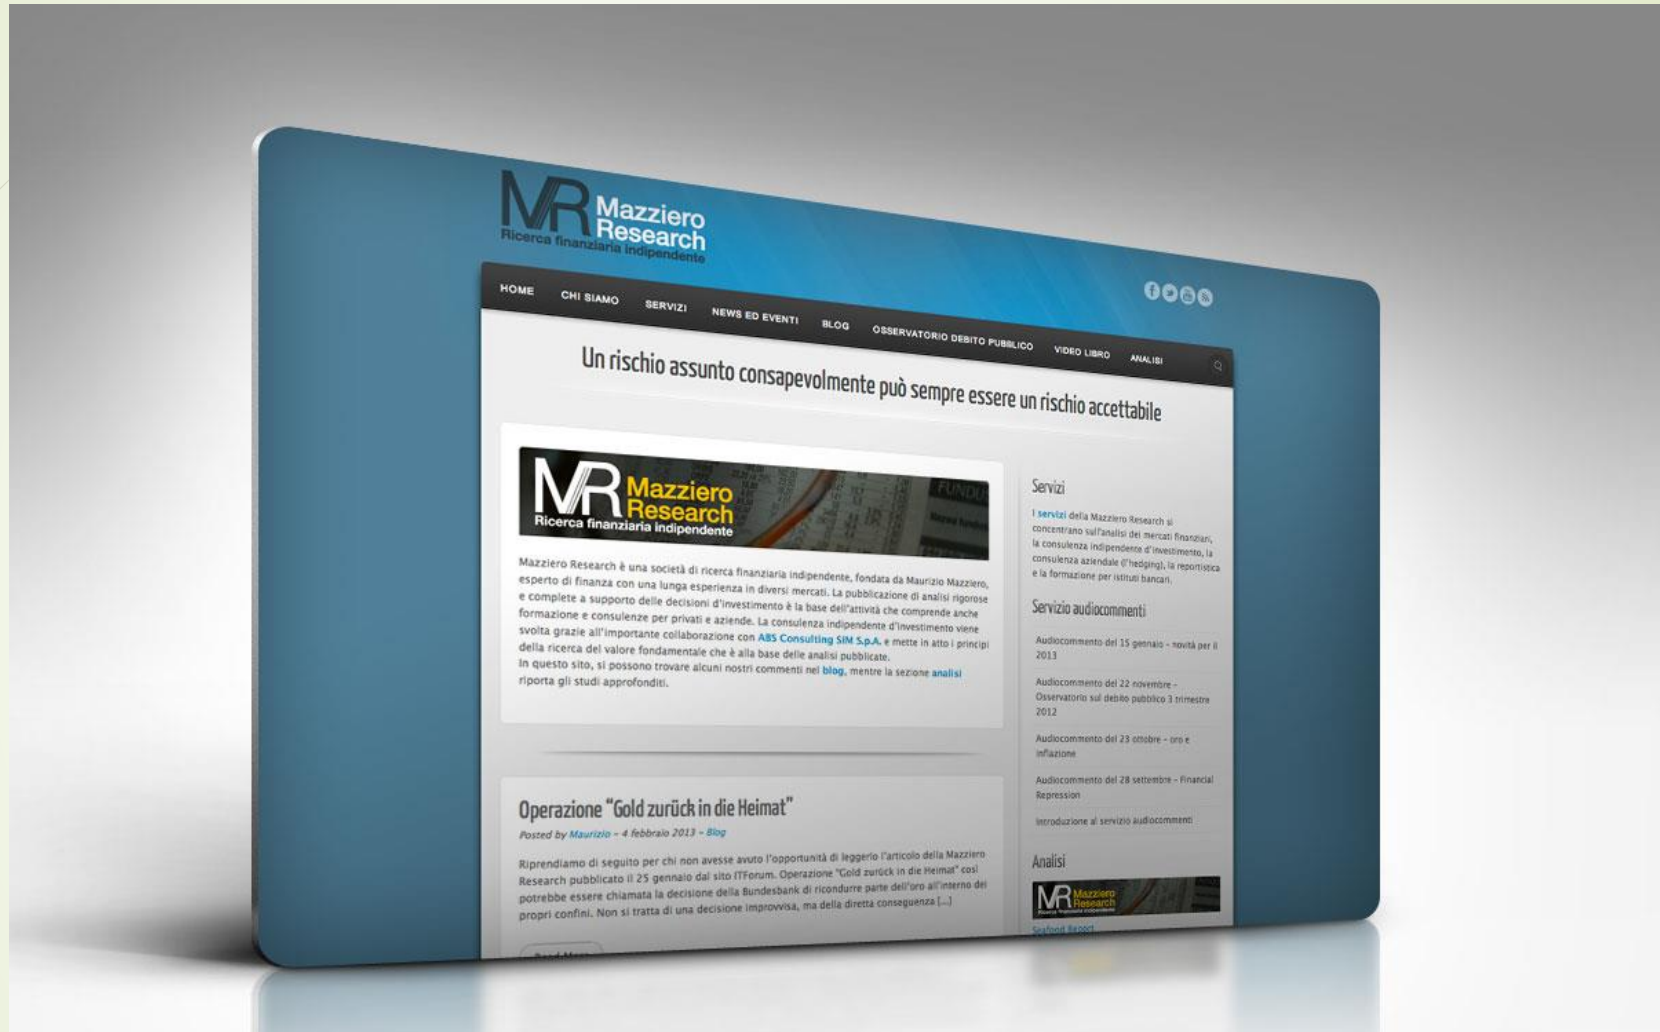 MR Mazziero
Research
Ricerca finanziaria indipendente
HOME CHI SIAMO SERVIZI NEWS ED EVENTI BLOG OSSERVATORIO DEBITO PUBBLICO VIDEO LIBRO ANALISI
Un rischio assunto consapevolmente può sempre essere un rischio accettabile
MR Mazziero
Research
Ricerca finanziaria indipendente
FUNDU
Mazziero Research è una società di ricerca finanziaria indipendente, fondata da Maurizio Mazziero,
esperto di finanza con una lunga esperienza in diversi mercati. La pubblicazione di analisi rigorose
e complete a supporto delle decisioni d'investimento è la base dell'attività che comprende anche
formazione e consulenze per privati e aziende. La consulenza indipendente d'investimento viene
svolta grazie all'importante collaborazione con ABS Consulting SIM S.p.A. e mette in atto i principi
della ricerca del valore fondamentale che è alla base delle analisi pubblicate.
In questo sito, si possono trovare alcuni nostri commenti nel blog, mentre la sezione analisi
riporta gli studi approfonditi.
Operazione “Gold zurück in die Heimat”
Posted by Maurizio – 4 febbraio 2013 – Blog
Riprendiamo di seguito per chi non avesse avuto l'opportunità di leggerlo l'articolo della Mazziero
Research pubblicato il 25 gennaio dal sito ITForum. Operazione “Gold zurück in die Heimat” così
potrebbe essere chiamata la decisione della Bundesbank di ricondurre parte dell'oro all'interno dei
propri confini. Non si tratta di una decisione improvvisa, ma della diretta conseguenza [...]
Read More
Servizi
I servizi della Mazziero Research si
concentrano sull'analisi dei mercati finanziari,
la consulenza indipendente d'investimento, la
consulenza aziendale (l'hedging), la reportistica
e la formazione per istituti bancari.
Servizio audiocommenti
Audiocommento del 15 gennaio – novità per il
2013
Audiocommento del 22 novembre –
Osservatorio sul debito pubblico 3 trimestre
2012
Audiocommento del 23 ottobre – oro e
inflazione
Audiocommento del 28 settembre – Financial
Repression
Introduzione al servizio audiocommenti
Analisi
MR Mazziero
Research
Ricerca finanziaria indipendente
Seafood Report